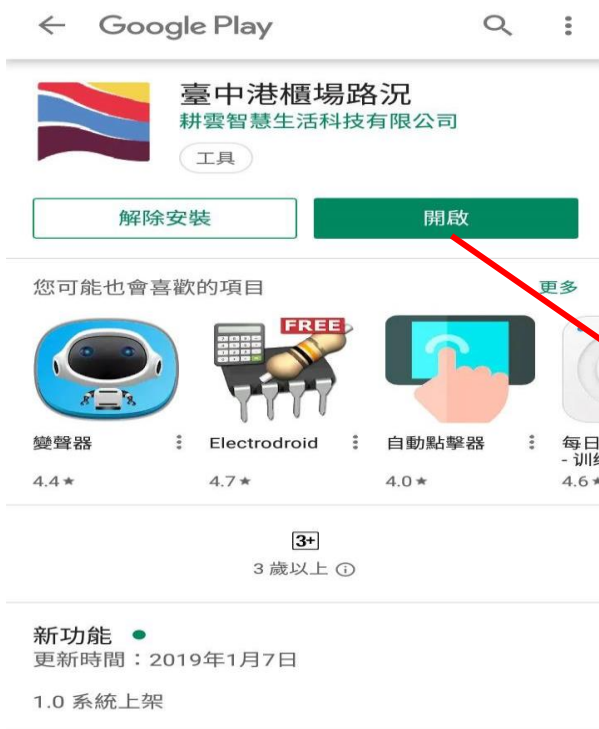 Google Play
臺中港櫃場路況
耕雲智慧生活科技有限公司
工具
解除安裝
開啟
您可能也會喜歡的項目
更多
FREE
變聲器
Electrodroid
自動點擊器
每日
- 训
4.4★
4.7★
4.0★
4.6★
3+
3 歲以上
新功能
更新時間：2019年1月7日
1.0 系統上架